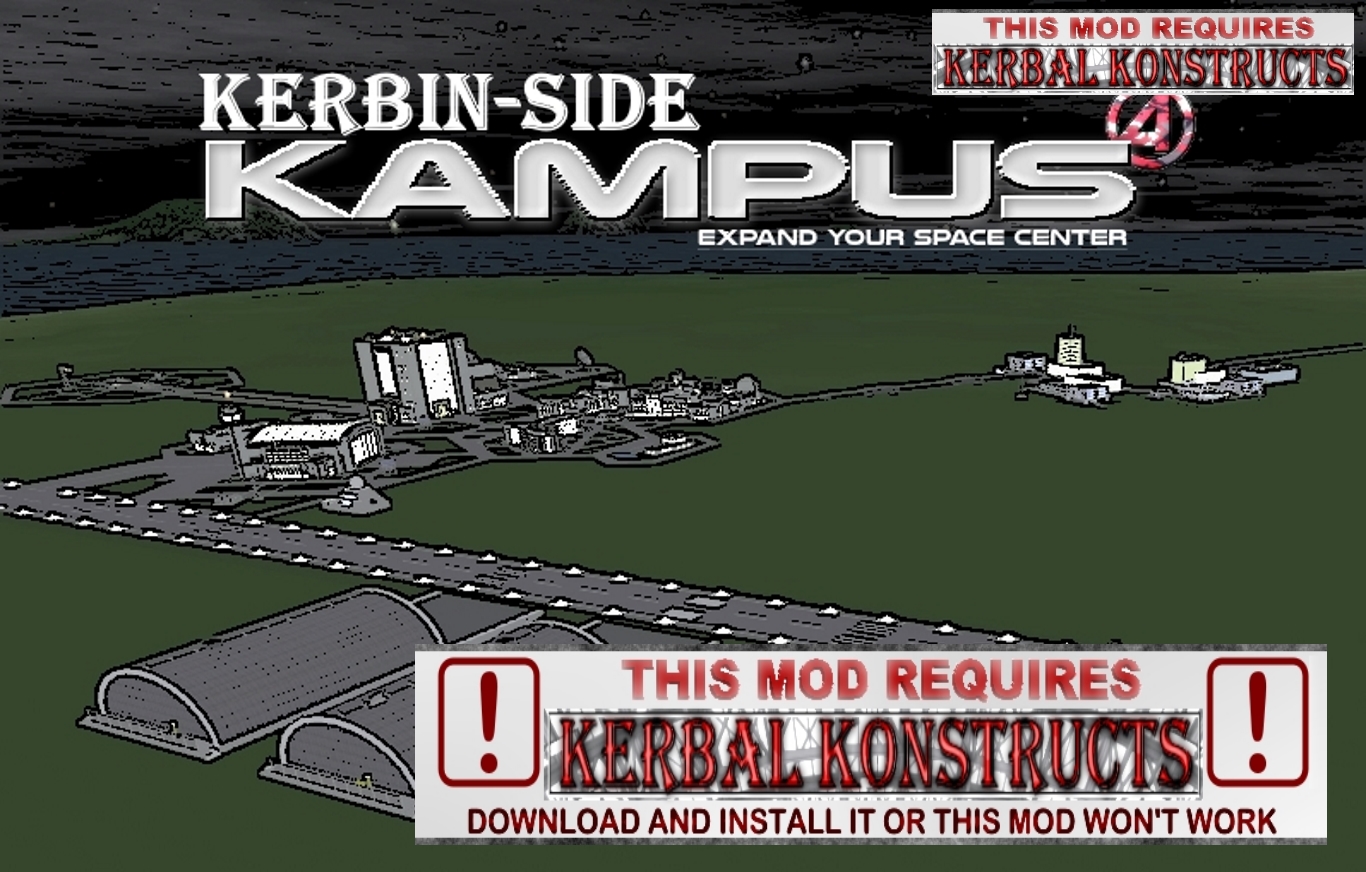 THIS MOD REQUIRES
KERBAL KONSTRUCTS
KERBIN-SIDE
KAMPUS
4
EXPAND YOUR SPACE CENTER
! THIS MOD REQUIRES !
KERBAL KONSTRUCTS
DOWNLOAD AND INSTALL IT OR THIS MOD WON'T WORK